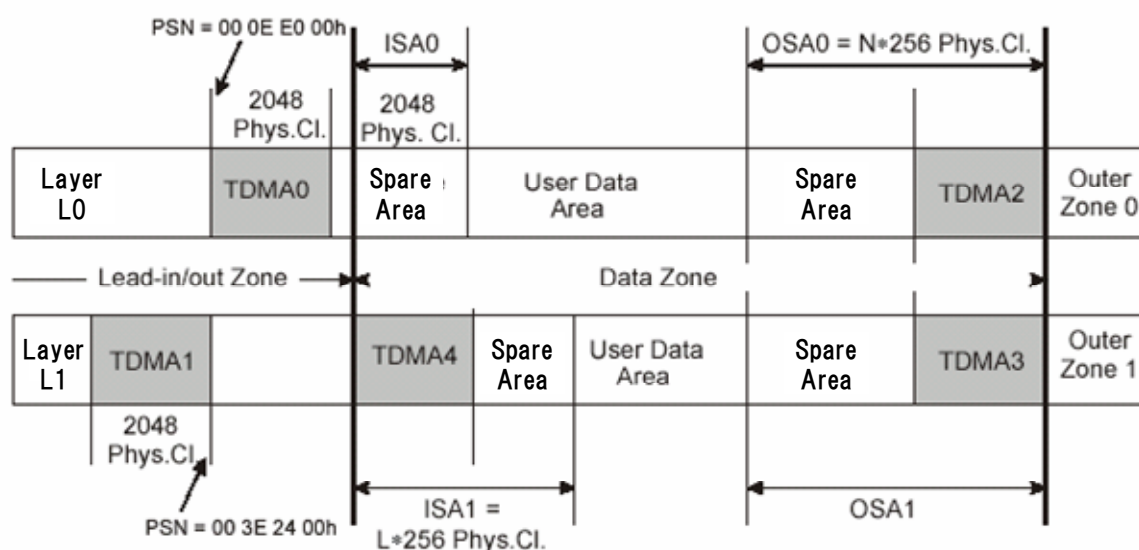 PSN = 00 0E E0 00h
ISA0
OSA0 = N*256 Phys.Cl.
2048
Phys.Cl.
2048
Phys. Cl.
Layer
L0
TDMA0
Spare
Area
User Data
Area
Spare
Area
TDMA2
Outer
Zone 0
Lead-in/out Zone
Data Zone
Layer
L1
TDMA1
TDMA4
Spare
Area
User Data
Area
Spare
Area
TDMA3
Outer
Zone 1
2048
Phys.Cl.
PSN = 00 3E 24 00h
ISA1 =
L*256 Phys.Cl.
OSA1